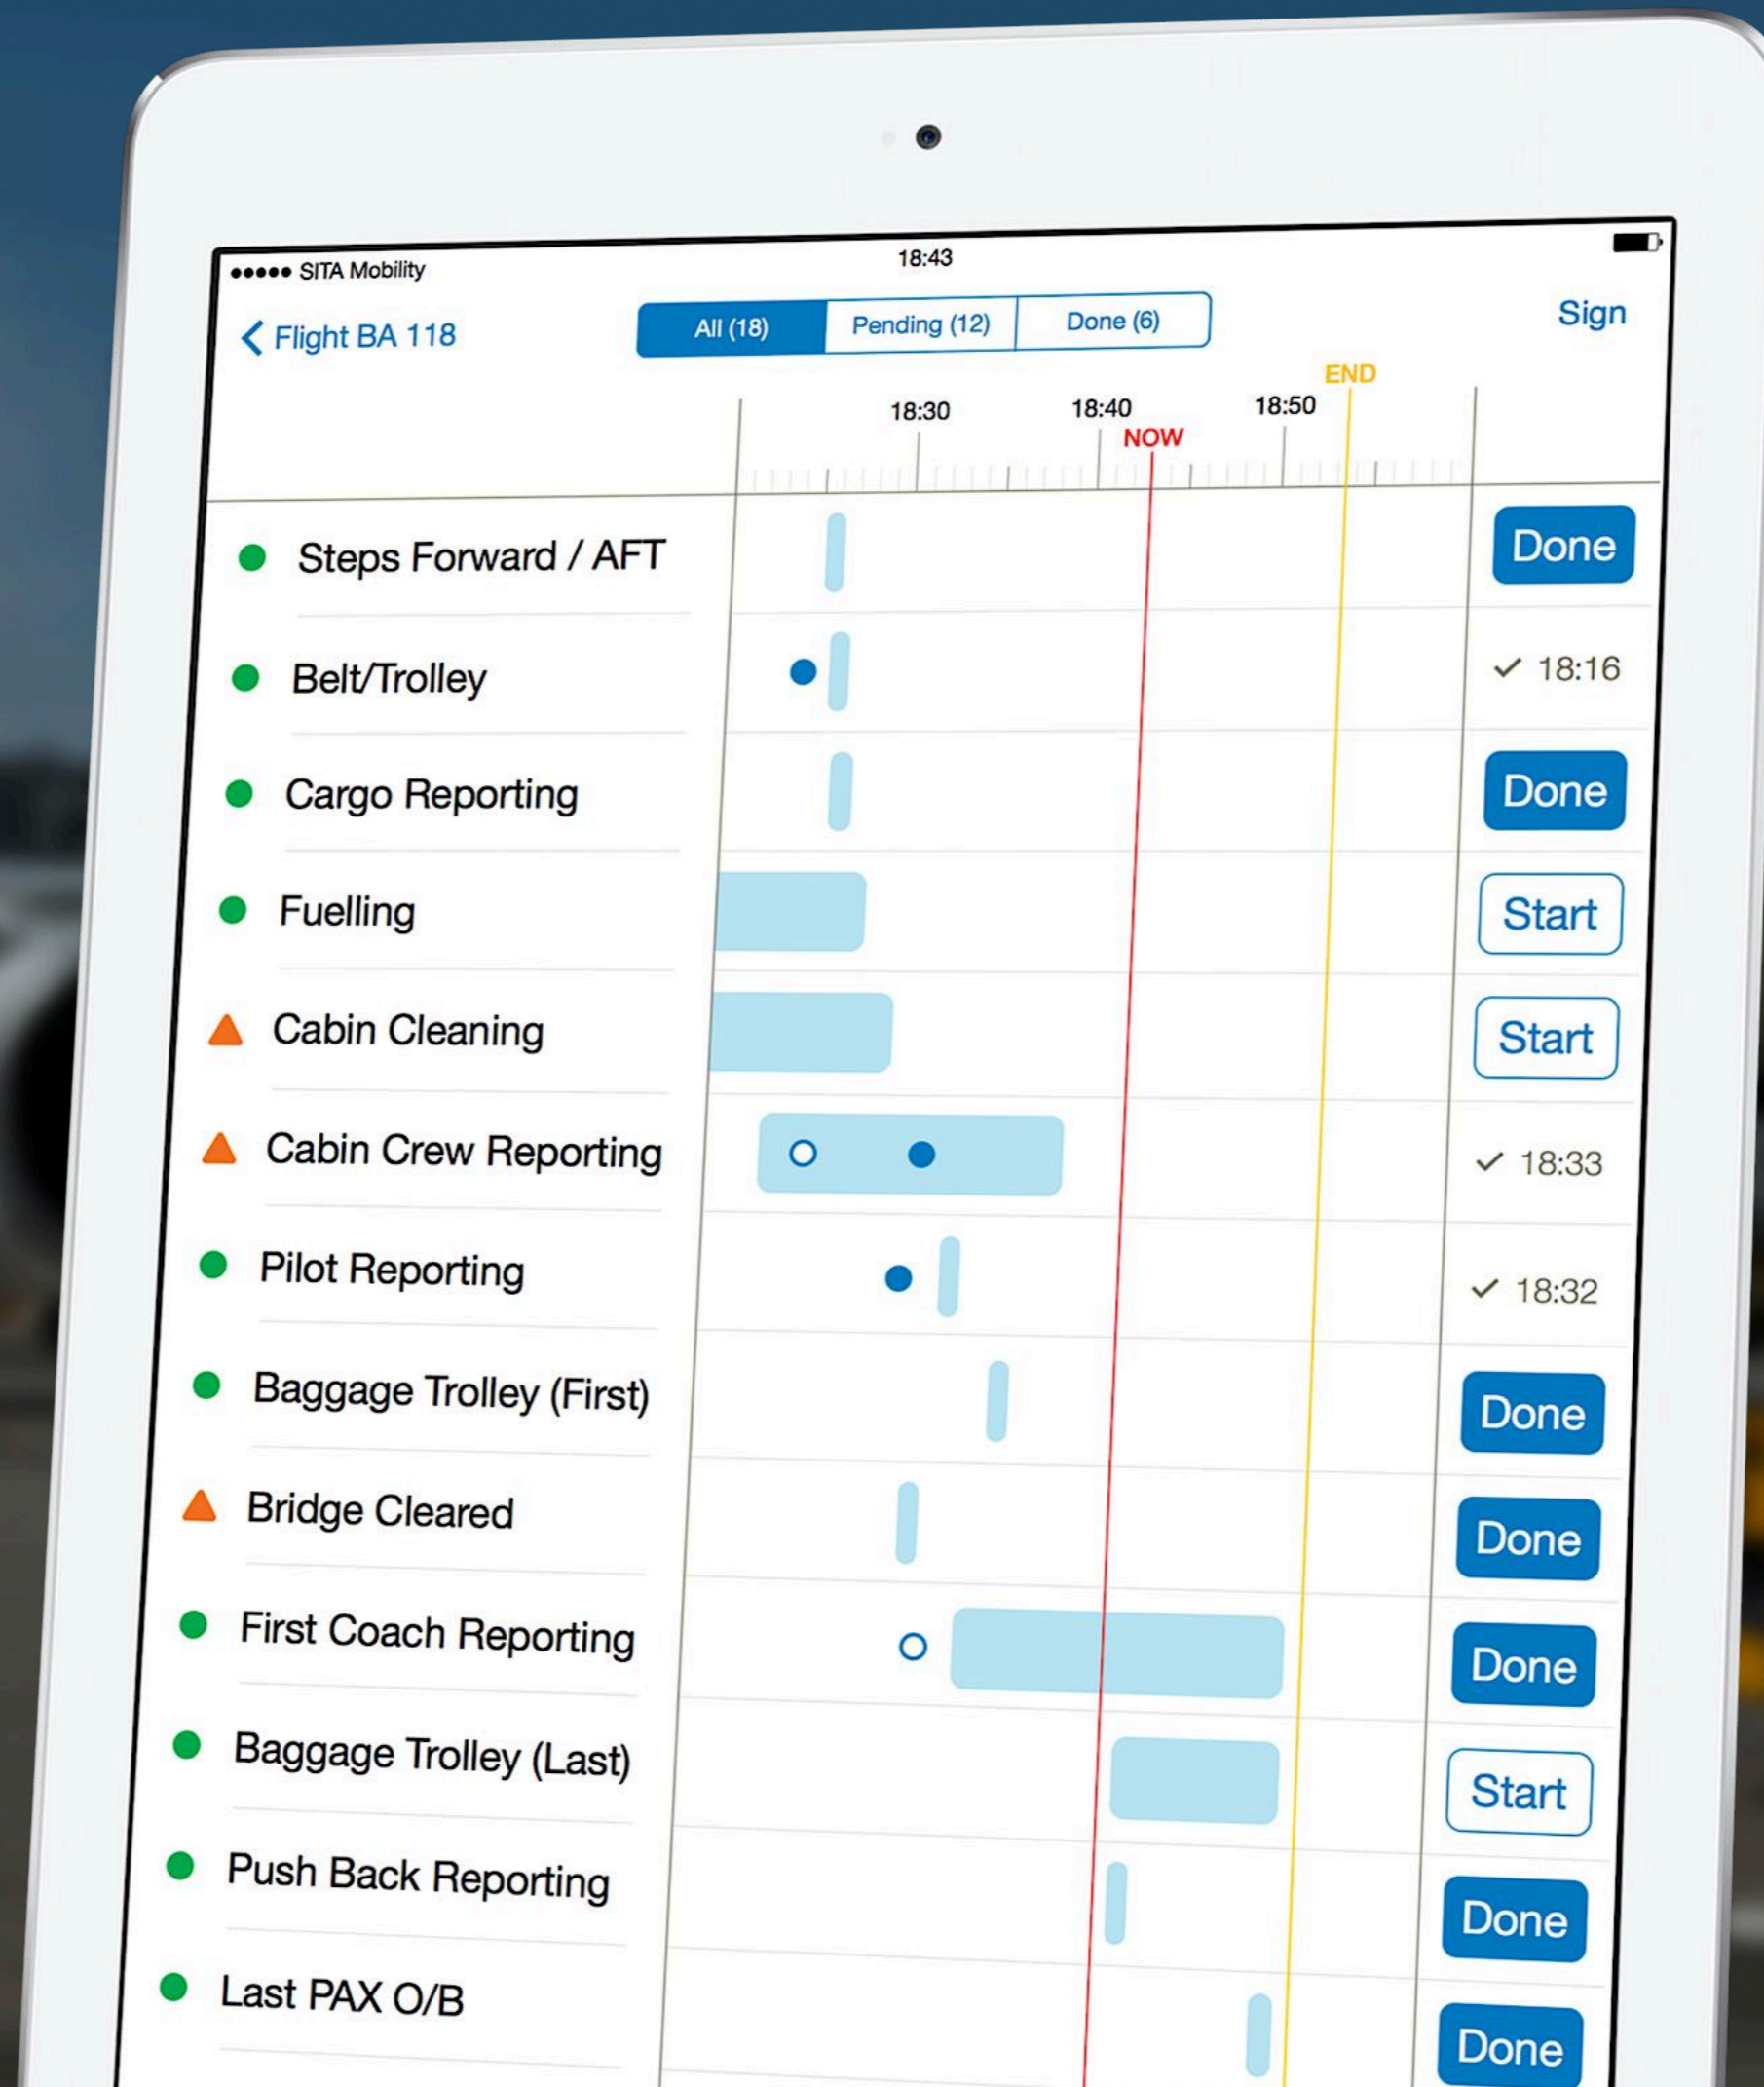 SITA Mobility
18:43
Flight BA 118
All (18)
Pending (12)
Done (6)
Sign
END
18:30
18:40
18:50
NOW
Steps Forward / AFT
Done
Belt/Trolley
✓ 18:16
Cargo Reporting
Done
Fuelling
Start
Cabin Cleaning
Start
Cabin Crew Reporting
✓ 18:33
Pilot Reporting
✓ 18:32
Baggage Trolley (First)
Done
Bridge Cleared
Done
First Coach Reporting
Done
Baggage Trolley (Last)
Start
Push Back Reporting
Done
Last PAX O/B
Done